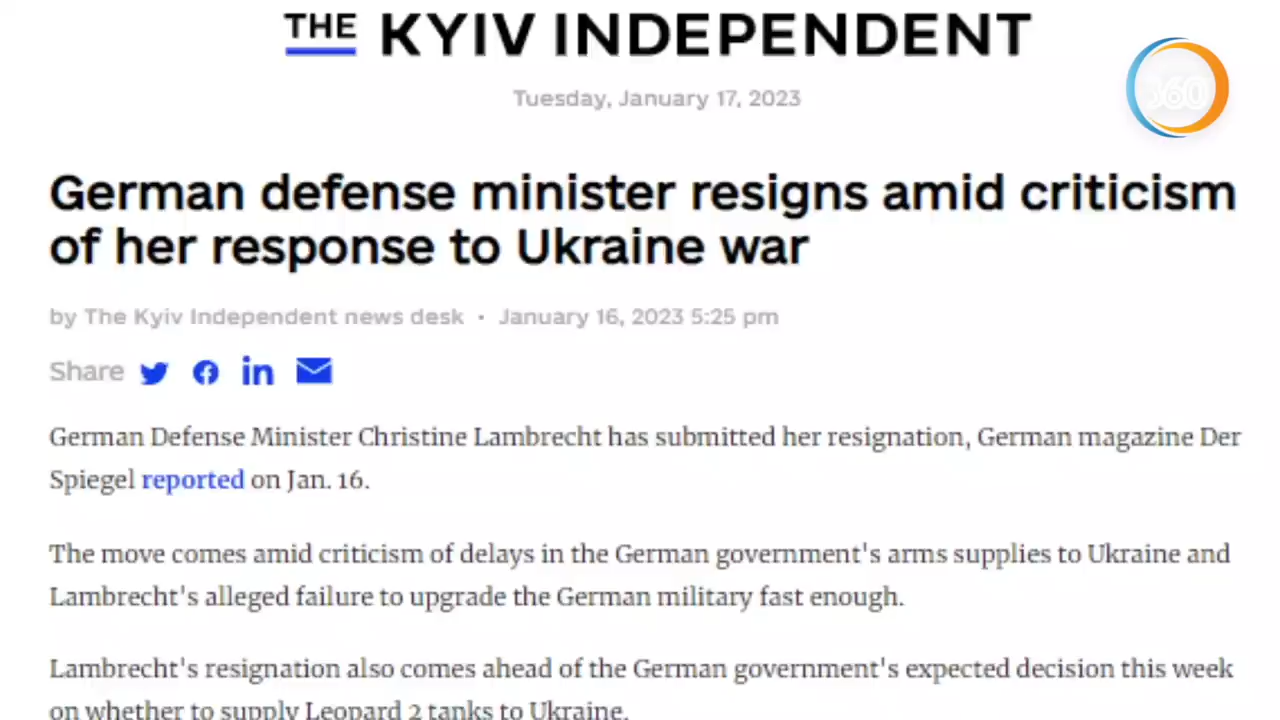 THE KYIV INDEPENDENT
360
Tuesday, January 17, 2023
German defense minister resigns amid criticism
of her response to Ukraine war
by The Kyiv Independent news desk • January 16, 2023 5:25 pm
Share
German Defense Minister Christine Lambrecht has submitted her resignation, German magazine Der
Spiegel reported on Jan. 16.
The move comes amid criticism of delays in the German government's arms supplies to Ukraine and
Lambrecht's alleged failure to upgrade the German military fast enough.
Lambrecht's resignation also comes ahead of the German government's expected decision this week
on whether to supply Leopard 2 tanks to Ukraine.